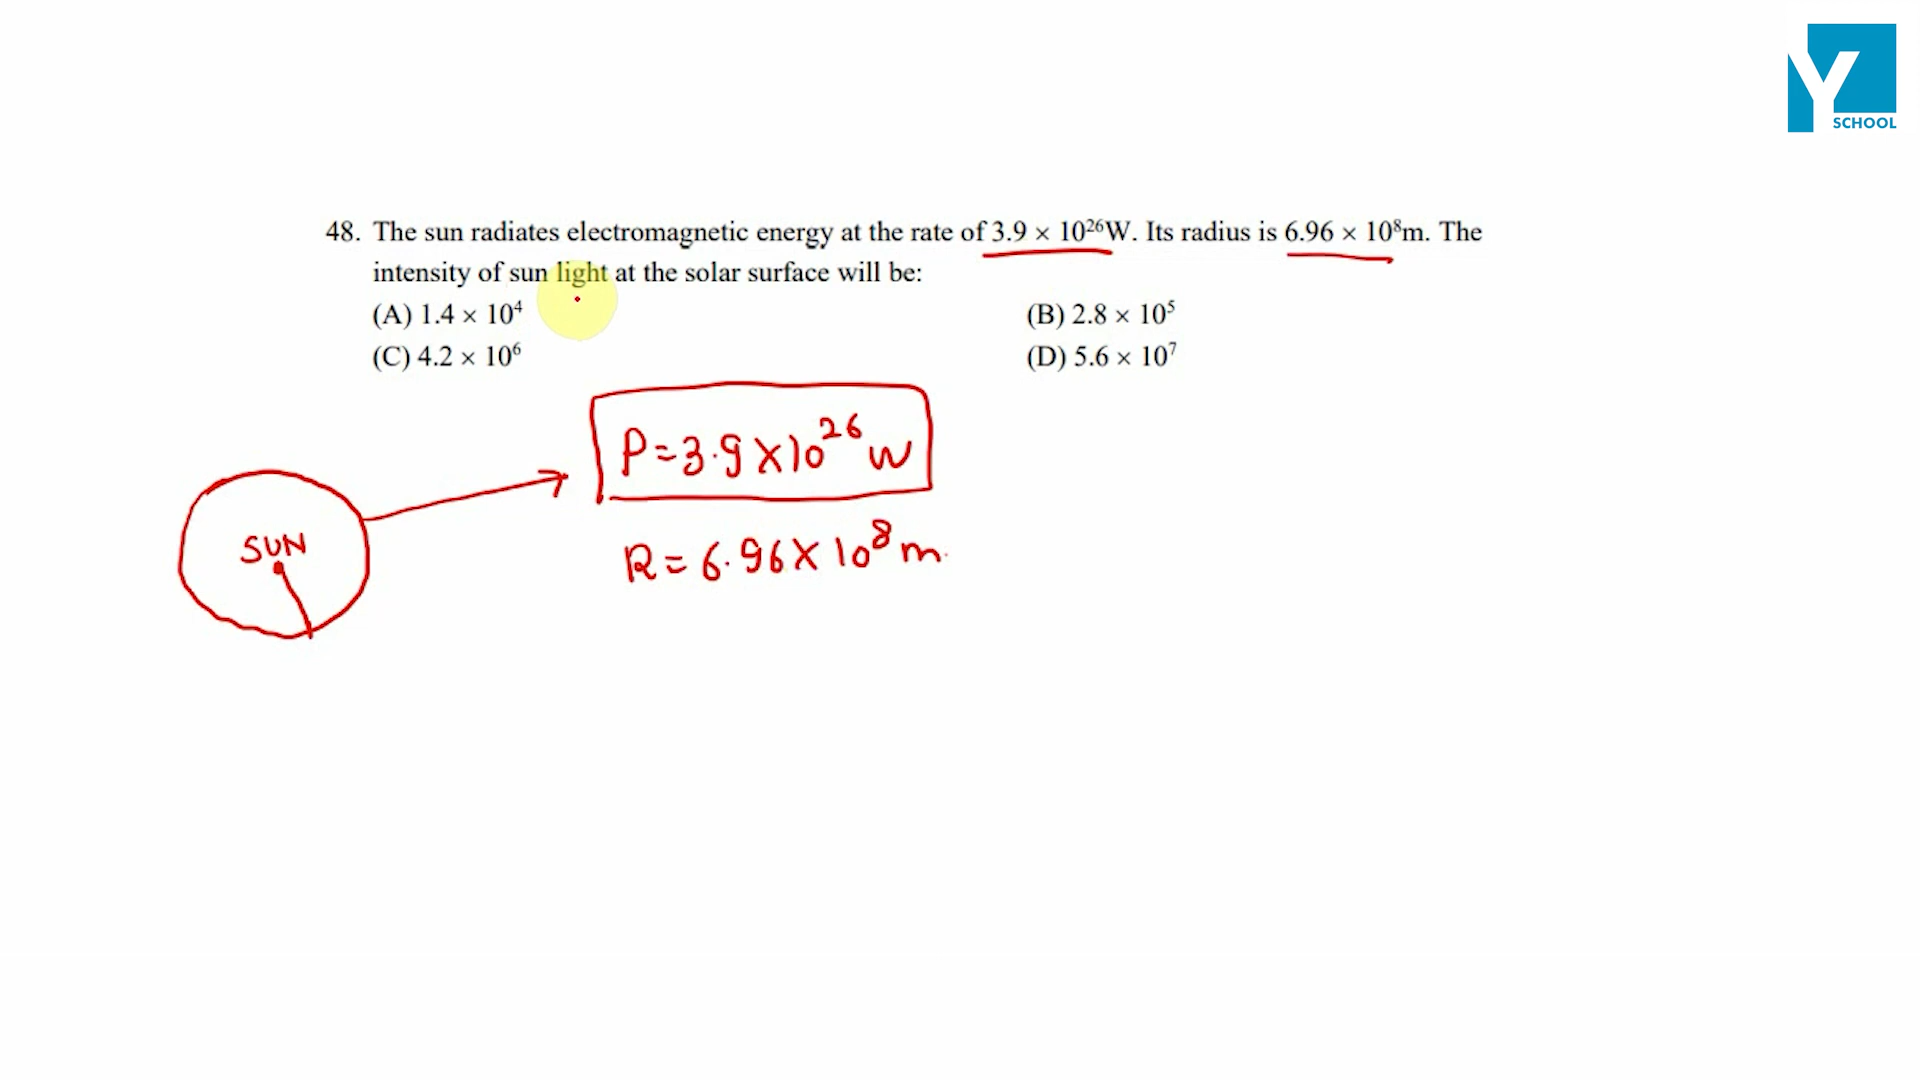 Y
SCHOOL
48. The sun radiates electromagnetic energy at the rate of 3.9 × 10²⁶W. Its radius is 6.96 × 10⁸m. The
intensity of sun light at the solar surface will be:
(A) 1.4 × 10⁴ (B) 2.8 × 10⁵
(C) 4.2 × 10⁶ (D) 5.6 × 10⁷
P=3.9×10²⁶ W
SUN
R=6.96×10⁸ m.